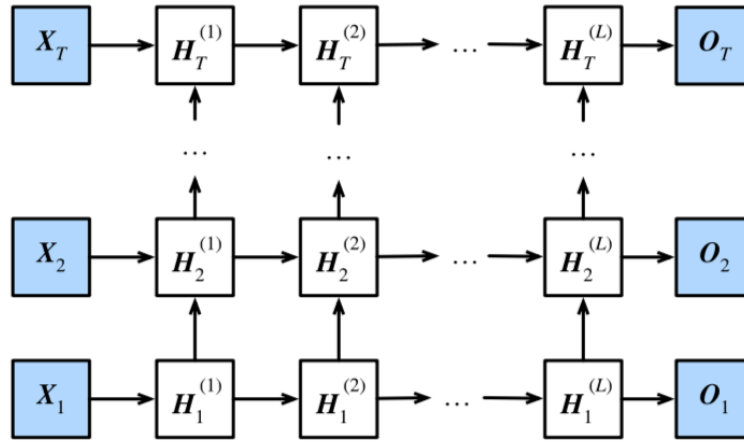 X_T H_T^{(1)} H_T^{(2)} … H_T^{(L)} O_T
… … …
X_2 H_2^{(1)} H_2^{(2)} … H_2^{(L)} O_2
X_1 H_1^{(1)} H_1^{(2)} … H_1^{(L)} O_1